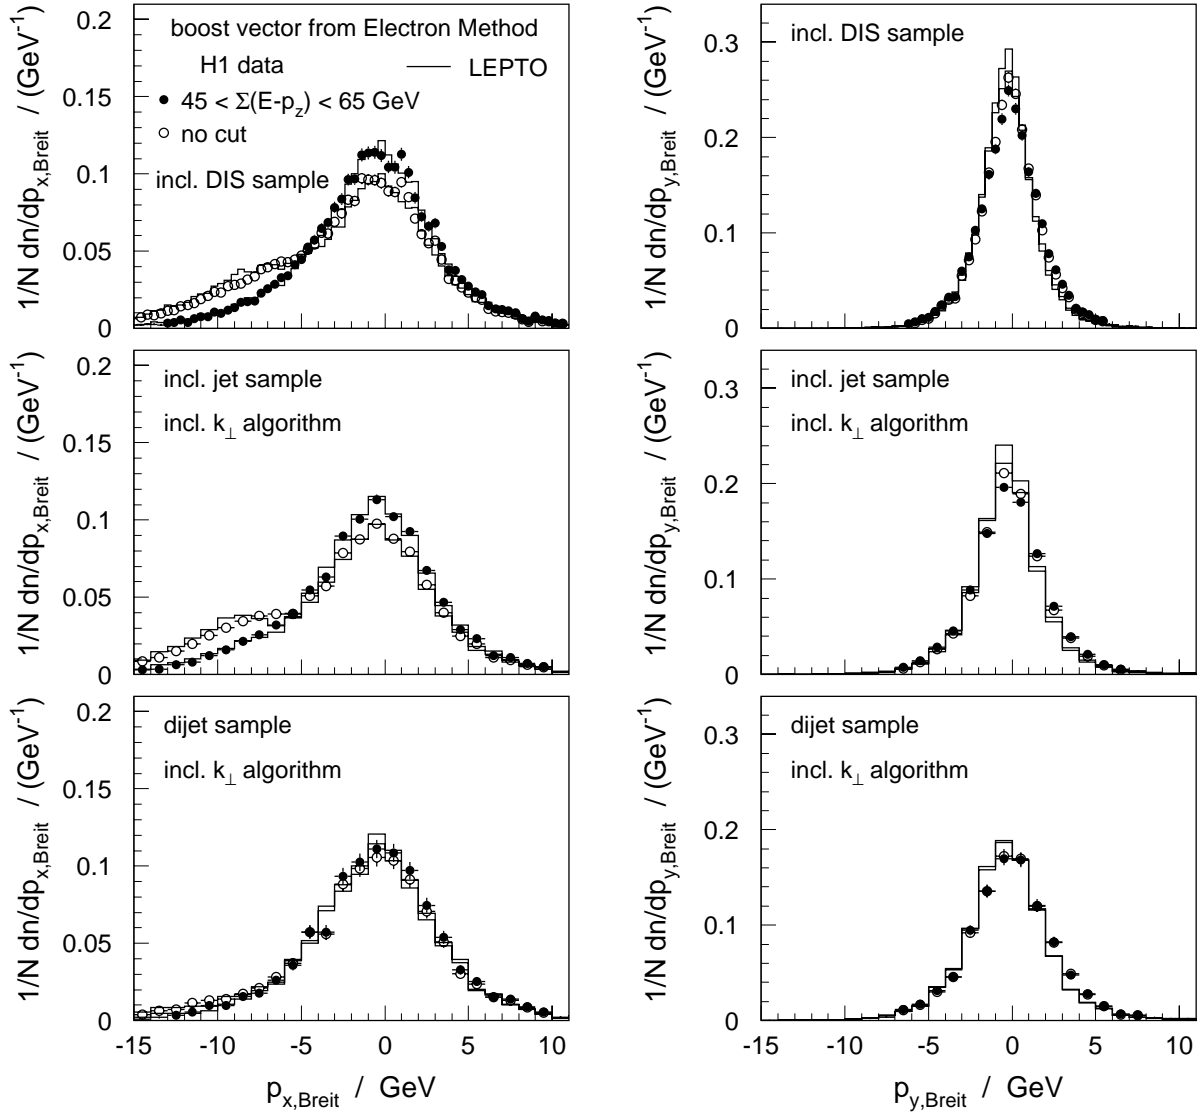 boost vector from Electron Method
H1 data
LEPTO
45 < Σ(E-p_z) < 65 GeV
no cut
incl. DIS sample
0.2
0.15
0.1
0.05
0
1/N dn/dp_x,Breit / (GeV⁻¹)
incl. DIS sample
0.3
0.2
0.1
0
1/N dn/dp_y,Breit / (GeV⁻¹)
incl. jet sample
incl. k_⊥ algorithm
0.2
0.15
0.1
0.05
0
1/N dn/dp_x,Breit / (GeV⁻¹)
incl. jet sample
incl. k_⊥ algorithm
0.3
0.2
0.1
0
1/N dn/dp_y,Breit / (GeV⁻¹)
dijet sample
incl. k_⊥ algorithm
0.2
0.15
0.1
0.05
0
1/N dn/dp_x,Breit / (GeV⁻¹)
-15 -10 -5 0 5 10
p_x,Breit / GeV
dijet sample
incl. k_⊥ algorithm
0.3
0.2
0.1
0
1/N dn/dp_y,Breit / (GeV⁻¹)
-15 -10 -5 0 5 10
p_y,Breit / GeV